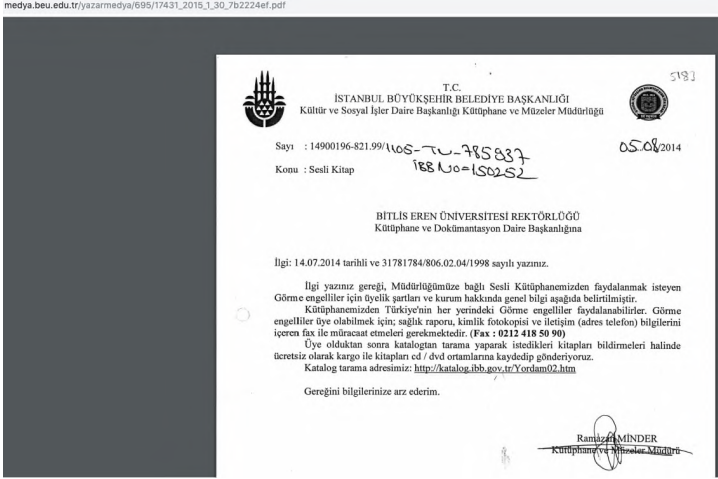 medya.beu.edu.tr/yazarmedya/695/17431_2015_1_30_7b2224ef.pdf
5183
T.C.
İSTANBUL BÜYÜKŞEHİR BELEDİYE BAŞKANLIĞI
Kültür ve Sosyal İşler Daire Başkanlığı Kütüphane ve Müzeler Müdürlüğü
Sayı : 14900196-821.99/1105-TN-785937
05.08/2014
İBB NO=150252
Konu : Sesli Kitap
BİTLİS EREN ÜNİVERSİTESİ REKTÖRLÜĞÜ
Kütüphane ve Dokümantasyon Daire Başkanlığına
İlgi: 14.07.2014 tarihli ve 31781784/806.02.04/1998 sayılı yazınız.
İlgi yazınız gereği, Müdürlüğümüze bağlı Sesli Kütüphanemizden faydalanmak isteyen
Görme engelliler için üyelik şartları ve kurum hakkında genel bilgi aşağıda belirtilmiştir.
Kütüphanemizden Türkiye'nin her yerindeki Görme engelliler faydalanabilirler. Görme
engelliler üye olabilmek için; sağlık raporu, kimlik fotokopisi ve iletişim (adres telefon) bilgilerini
içeren fax ile müracaat etmeleri gerekmektedir. (Fax : 0212 418 50 90)
Üye olduktan sonra katalogtan tarama yaparak istedikleri kitapları bildirmeleri halinde
ücretsiz olarak kargo ile kitapları cd / dvd ortamlarına kaydedip gönderiyoruz.
Katalog tarama adresimiz: http://katalog.ibb.gov.tr/Yordam02.htm
Gereğini bilgilerinize arz ederim.
Ramazan MİNDER
Kütüphane ve Müzeler Müdürü